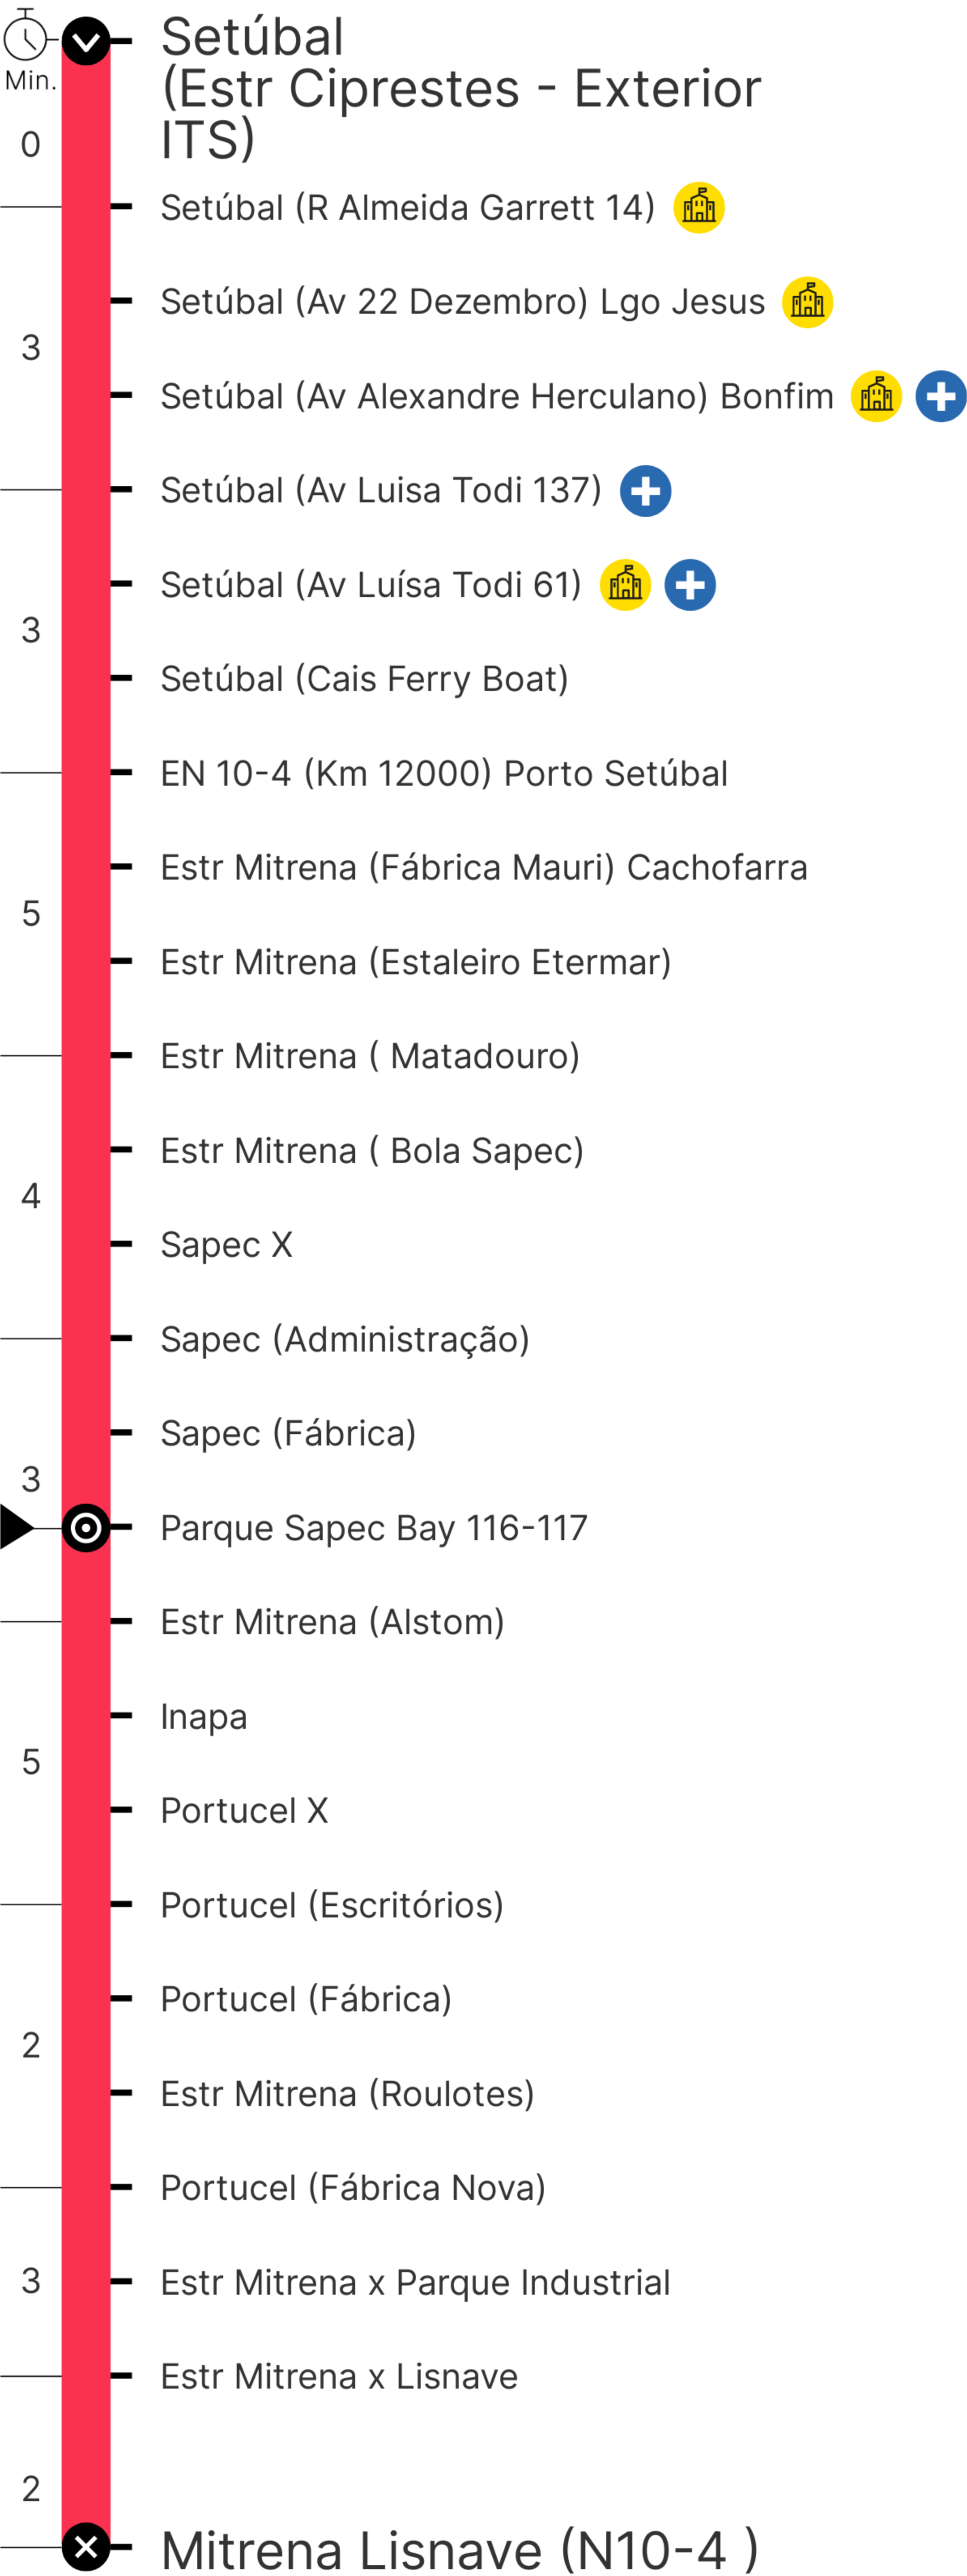 Setúbal
(Estr Ciprestes - Exterior
ITS)
Min.
0
Setúbal (R Almeida Garrett 14)
Setúbal (Av 22 Dezembro) Lgo Jesus
3
Setúbal (Av Alexandre Herculano) Bonfim
Setúbal (Av Luisa Todi 137)
Setúbal (Av Luísa Todi 61)
3
Setúbal (Cais Ferry Boat)
EN 10-4 (Km 12000) Porto Setúbal
Estr Mitrena (Fábrica Mauri) Cachofarra
5
Estr Mitrena (Estaleiro Etermar)
Estr Mitrena ( Matadouro)
Estr Mitrena ( Bola Sapec)
4
Sapec X
Sapec (Administração)
Sapec (Fábrica)
3
Parque Sapec Bay 116-117
Estr Mitrena (Alstom)
Inapa
5
Portucel X
Portucel (Escritórios)
Portucel (Fábrica)
2
Estr Mitrena (Roulotes)
Portucel (Fábrica Nova)
3
Estr Mitrena x Parque Industrial
Estr Mitrena x Lisnave
2
Mitrena Lisnave (N10-4 )